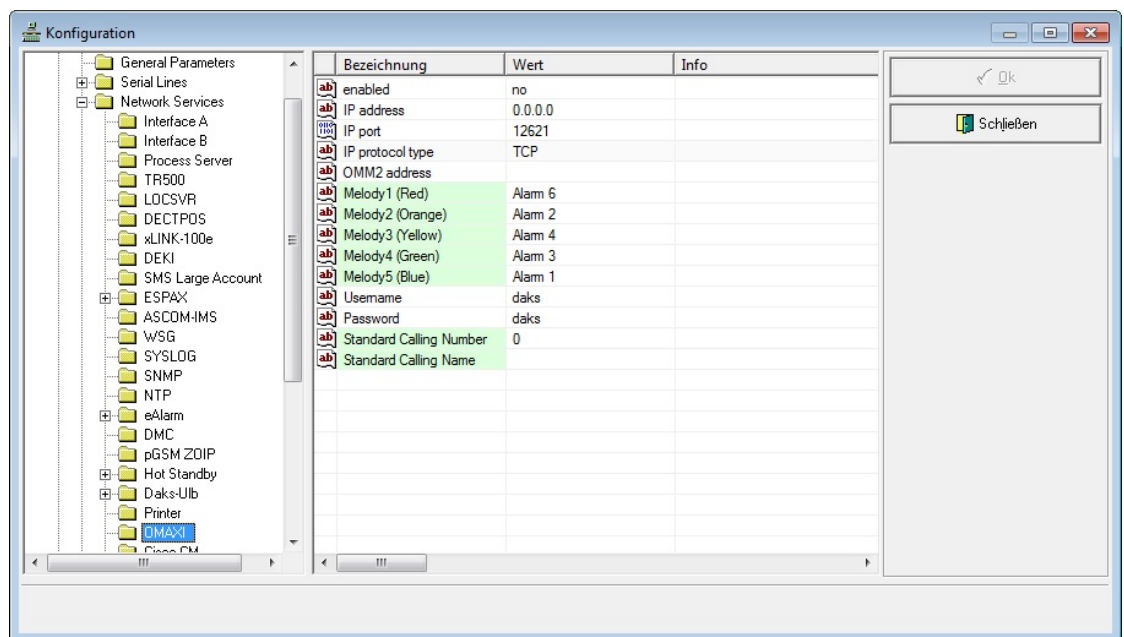 Konfiguration
General Parameters
Serial Lines
Network Services
Interface A
Interface B
Process Server
TR500
LOCSVR
DECTPOS
xLINK-100e
DEKI
SMS Large Account
ESPAX
ASCOM-IMS
WSG
SYSLOG
SNMP
NTP
eAlarm
DMC
pGSM ZOIP
Hot Standby
Daks-Ulb
Printer
OMAXI
Cisco CM
Bezeichnung Wert Info
enabled no
IP address 0.0.0.0
IP port 12621
IP protocol type TCP
OMM2 address
Melody1 (Red) Alarm 6
Melody2 (Orange) Alarm 2
Melody3 (Yellow) Alarm 4
Melody4 (Green) Alarm 3
Melody5 (Blue) Alarm 1
Username daks
Password daks
Standard Calling Number 0
Standard Calling Name
Ok
Schließen